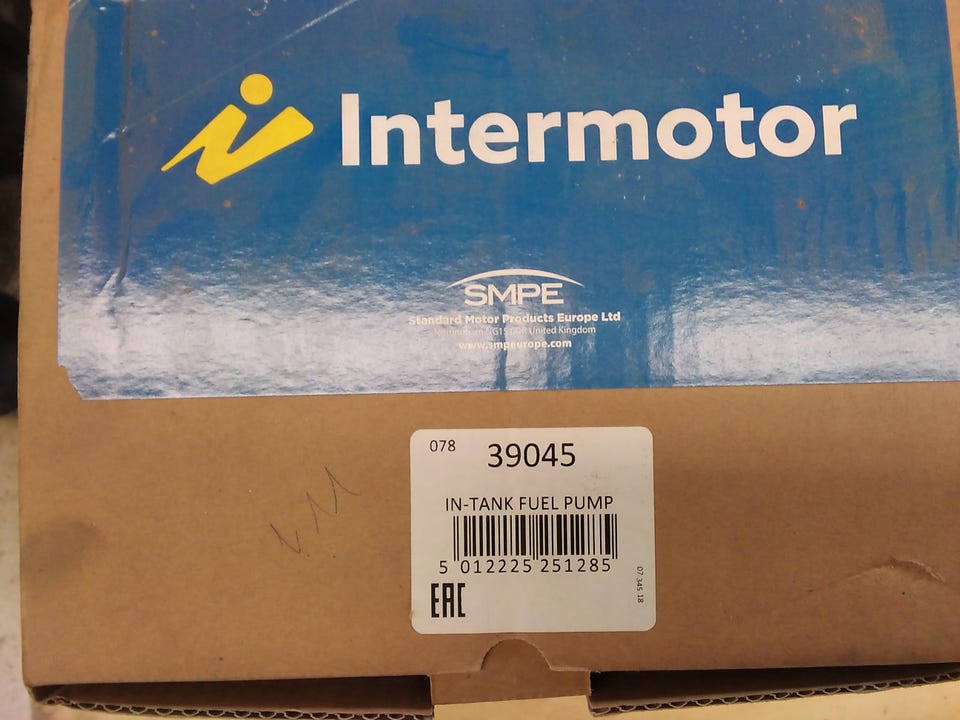 Intermotor
SMPE
Standard Motor Products Europe Ltd
United Kingdom
www.smpeurope.com
078 39045
IN-TANK FUEL PUMP
5 012225 251285
EAC
07 345 18